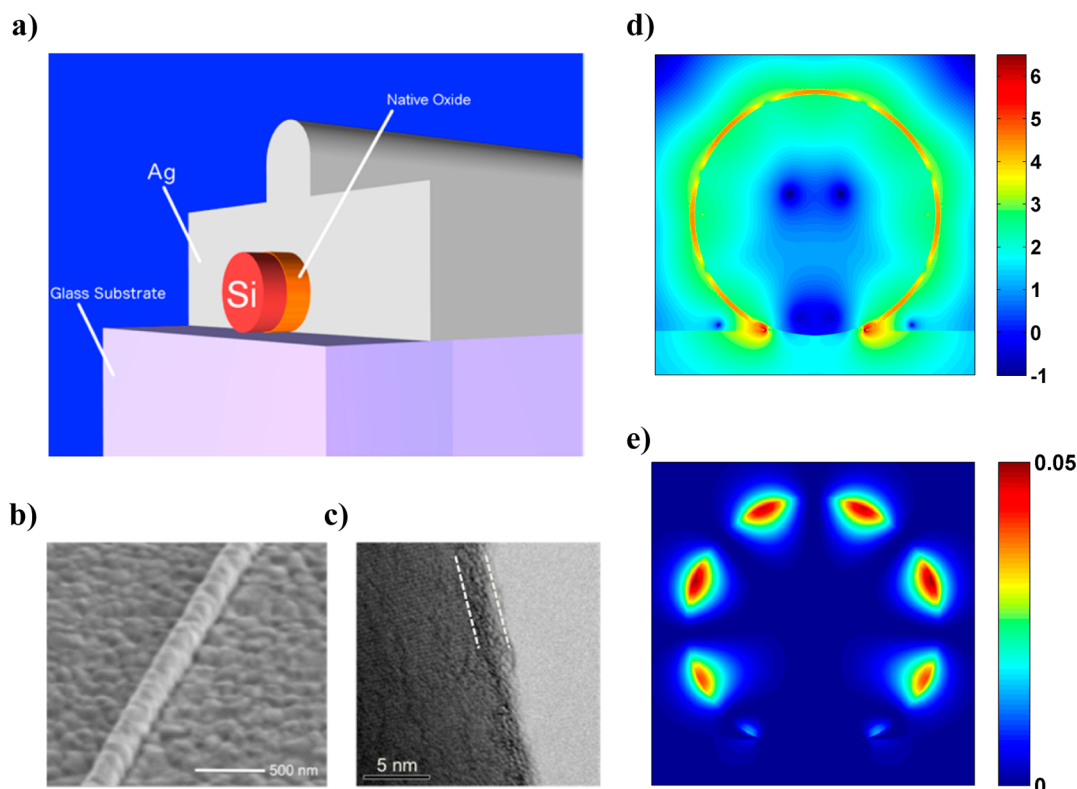 a)
Native Oxide
Ag
Si
Glass Substrate
b)
500 nm
c)
5 nm
d)
6
5
4
3
2
1
0
-1
e)
0.05
0